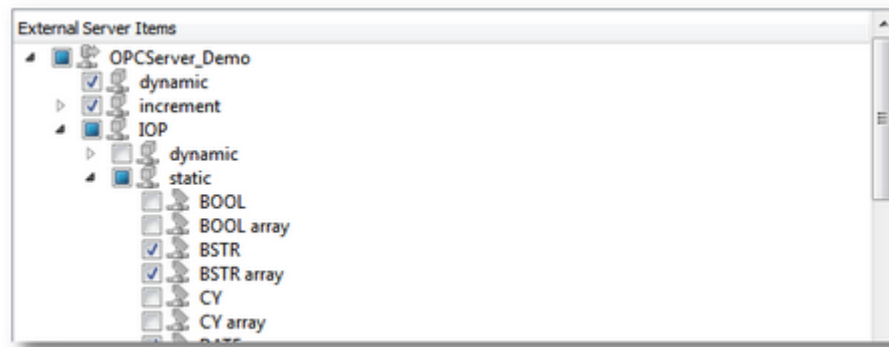 External Server Items
OPCServer_Demo
dynamic
increment
IOP
dynamic
static
BOOL
BOOL array
BSTR
BSTR array
CY
CY array